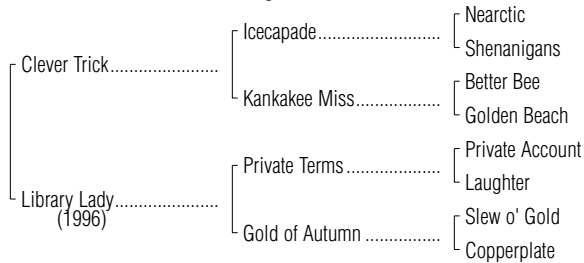 Nearctic
Icecapade
Shenanigans
Clever Trick
Better Bee
Kankakee Miss
Golden Beach
Private Account
Private Terms
Laughter
Library Lady
(1996)
Slew o' Gold
Gold of Autumn
Copperplate